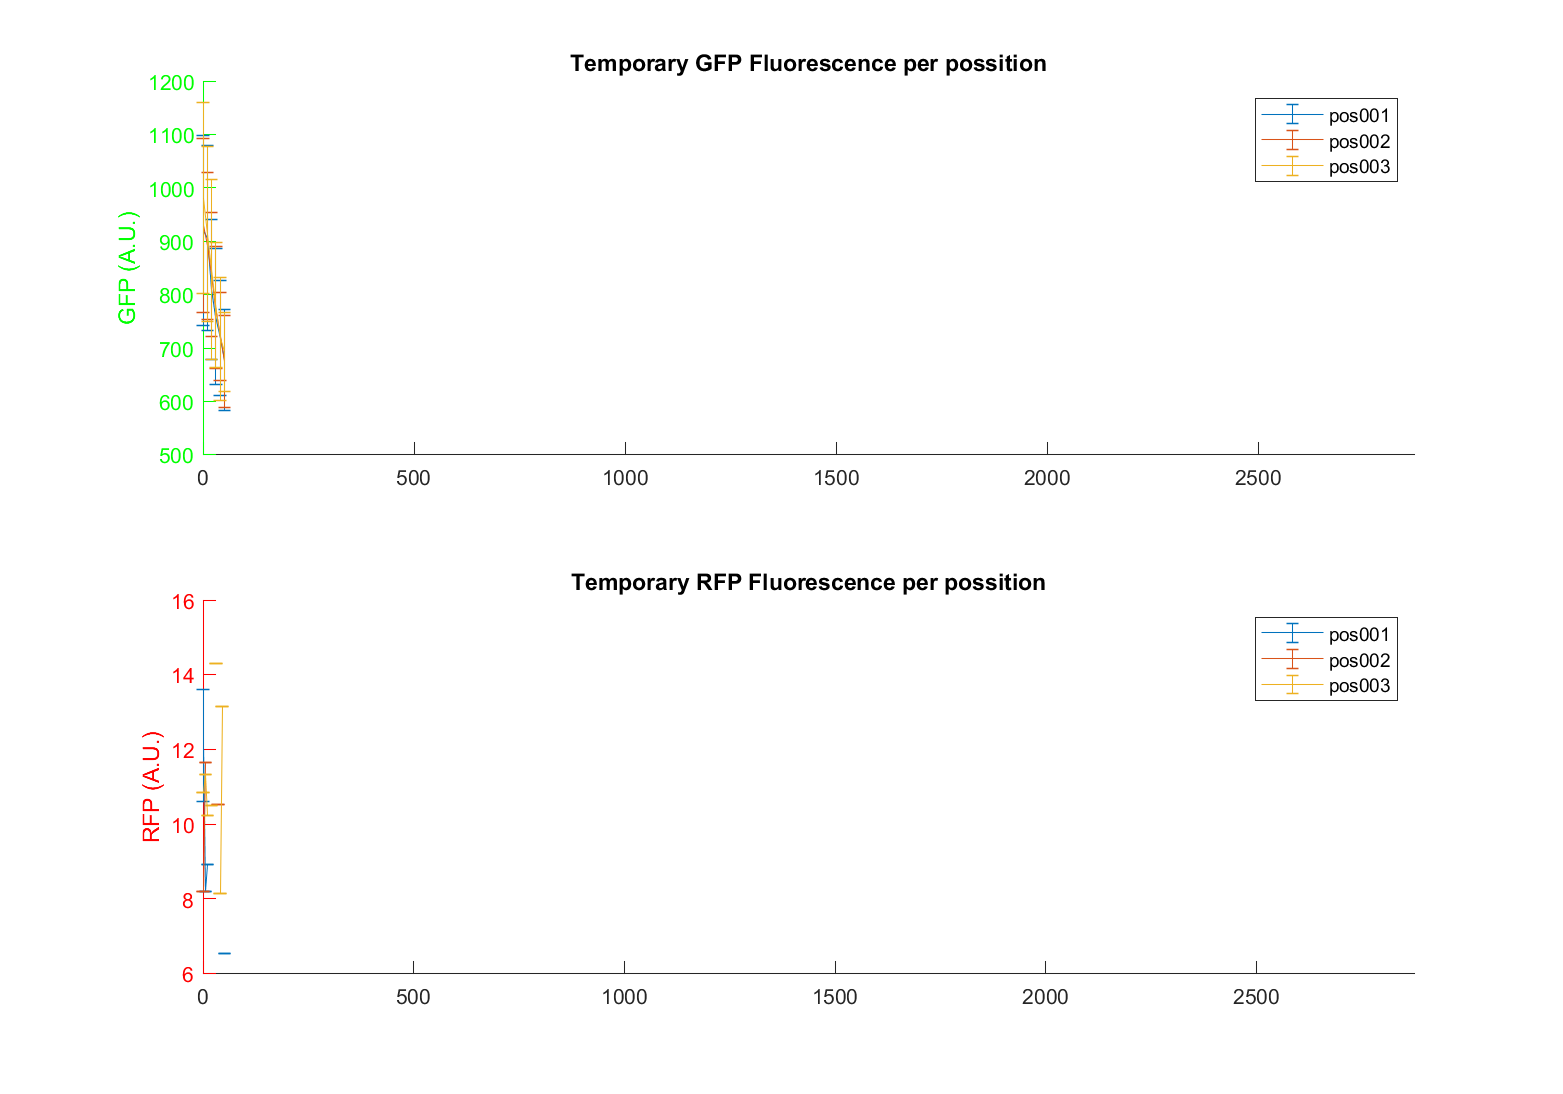 Temporary GFP Fluorescence per possition
1200
1100
1000
900
800
700
600
500
GFP (A.U.)
pos001
pos002
pos003
0 500 1000 1500 2000 2500
Temporary RFP Fluorescence per possition
16
14
12
10
8
6
RFP (A.U.)
pos001
pos002
pos003
0 500 1000 1500 2000 2500